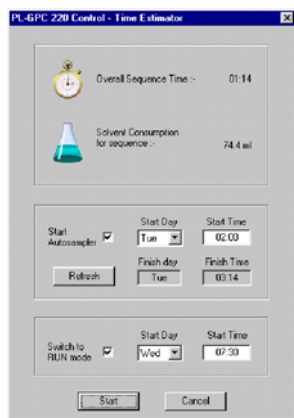 PL-GPC 220 Control - Time Extimator
Overall Sequence Time :- 01:14
Solvent Consumption
for sequence :- 74.4 ml
Start Day Start Time
Start
Autosampler Tue 02:00
Finish day Finish Time
Refresh Tue 03:14
Start Day Start Time
Switch to
RUN mode Wed 07:30
Start Cancel